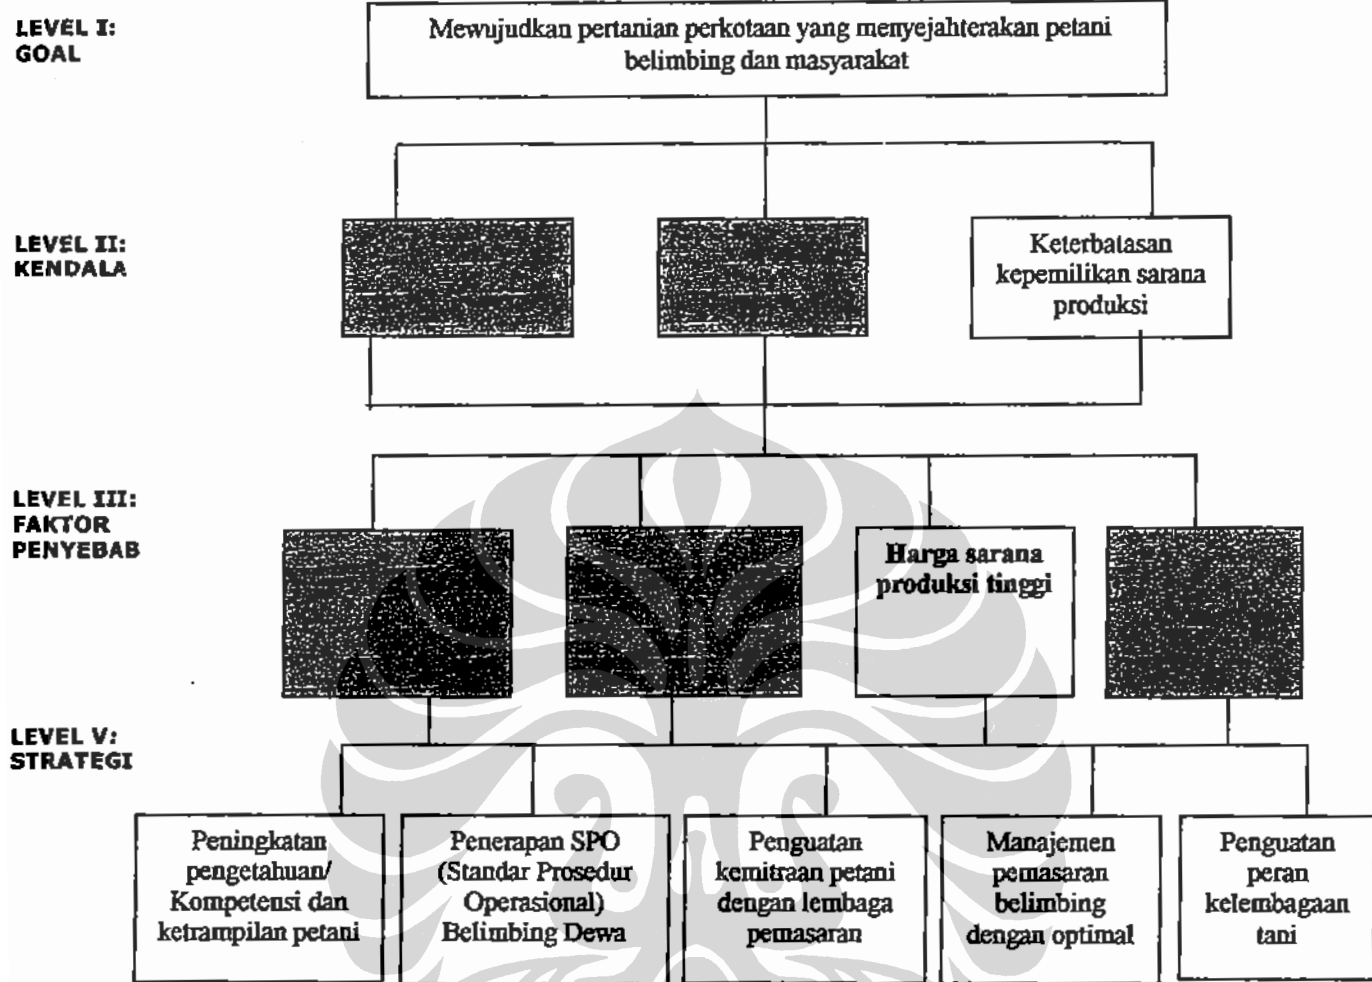 LEVEL I:
GOAL
Mewujudkan pertanian perkotaan yang menyejahterakan petani
belimbing dan masyarakat
LEVEL II:
KENDALA
Keterbatasan
kepemilikan sarana
produksi
LEVEL III:
FAKTOR
PENYEBAB
Harga sarana
produksi tinggi
LEVEL V:
STRATEGI
Peningkatan
pengetahuan/
Kompetensi dan
ketrampilan petani
Penerapan SPO
(Standar Prosedur
Operasional)
Belimbing Dewa
Penguatan
kemitraan petani
dengan lembaga
pemasaran
Manajemen
pemasaran
belimbing
dengan optimal
Penguatan
peran
kelembagaan
tani